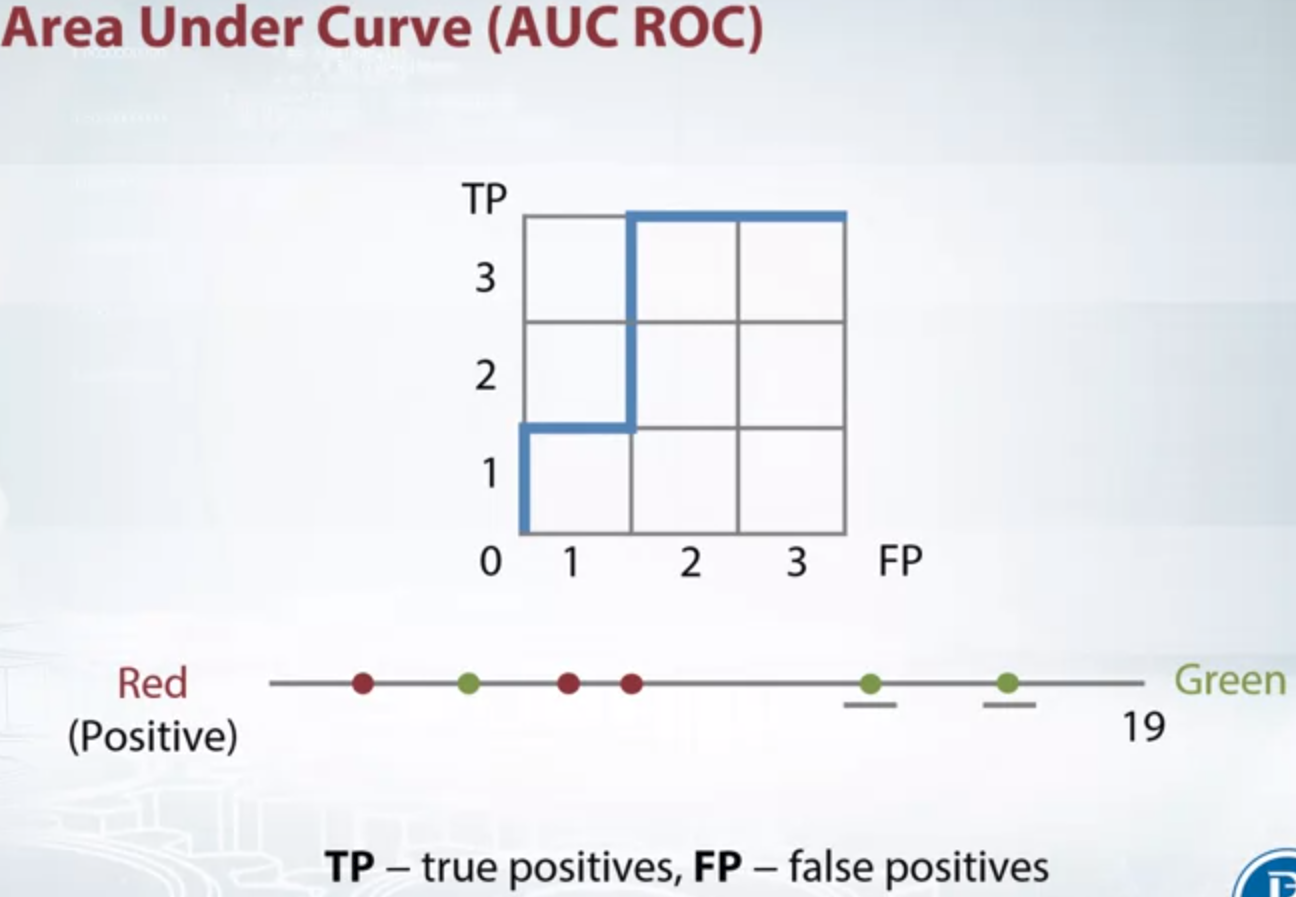 Area Under Curve (AUC ROC)
TP
3
2
1
0 1 2 3 FP
Red
Green
(Positive)
19
TP – true positives, FP – false positives